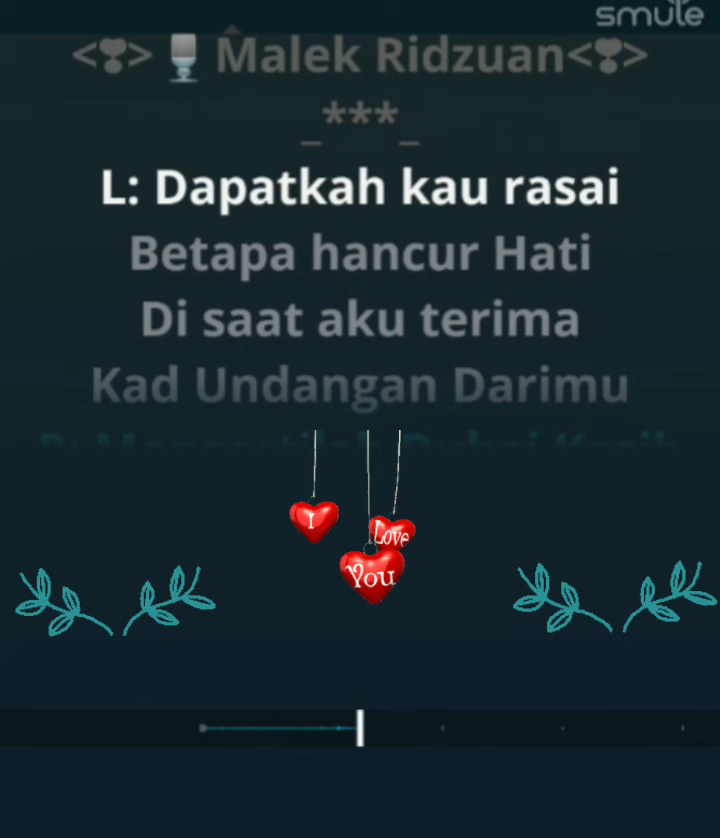 smule
<❣>🎙Malek Ridzuan<❣>
_***_
L: Dapatkah kau rasai
Betapa hancur Hati
Di saat aku terima
Kad Undangan Darimu
I
Love
You